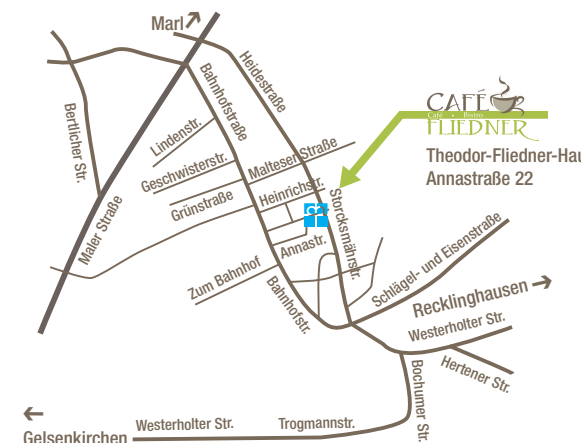 Marl
Heidestraße
Bahnhofstraße
Bertlicher Str.
Lindenstr.
CAFÉ
Café • Bistro
FLIEDNER
Malteser Straße
Theodor-Fliedner-Hau
Annastraße 22
Geschwisterstr.
Heinrichstr.
Grünstraße
Storcksmährstr.
Maler Straße
Annastr.
Zum Bahnhof
Schlägel- und Eisenstraße
Bahnhofstr.
Recklinghausen
Westerholter Str.
Hertener Str.
Bochumer Str.
Gelsenkirchen
Westerholter Str.
Trogmannstr.